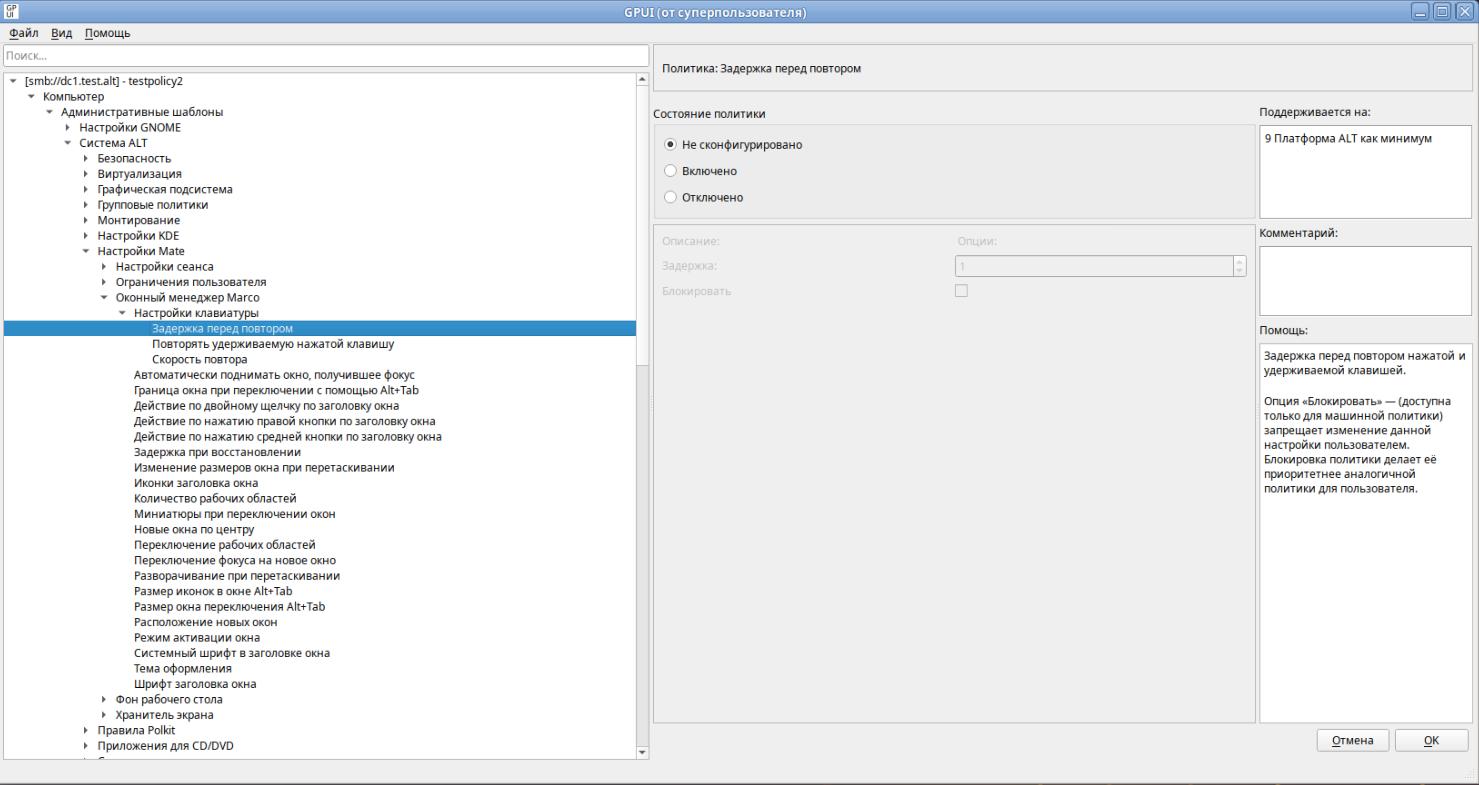 GPUI (от суперпользователя)
Файл Вид Помощь
Поиск...
[smb://dc1.test.alt] - testpolicy2
Компьютер
Административные шаблоны
Настройки GNOME
Система ALT
Безопасность
Виртуализация
Графическая подсистема
Групповые политики
Монтирование
Настройки KDE
Настройки Mate
Настройки сеанса
Ограничения пользователя
Оконный менеджер Marco
Настройки клавиатуры
Задержка перед повтором
Повторять удерживаемую нажатой клавишу
Скорость повтора
Автоматически поднимать окно, получившее фокус
Граница окна при переключении с помощью Alt+Tab
Действие по двойному щелчку по заголовку окна
Действие по нажатию правой кнопки по заголовку окна
Действие по нажатию средней кнопки по заголовку окна
Задержка при восстановлении
Изменение размеров окна при перетаскивании
Иконки заголовка окна
Количество рабочих областей
Миниатюры при переключении окон
Новые окна по центру
Переключение рабочих областей
Переключение фокуса на новое окно
Разворачивание при перетаскивании
Размер иконок в окне Alt+Tab
Размер окна переключения Alt+Tab
Расположение новых окон
Режим активации окна
Системный шрифт в заголовке окна
Тема оформления
Шрифт заголовка окна
Фон рабочего стола
Хранитель экрана
Правила Polkit
Приложения для CD/DVD
Политика: Задержка перед повтором
Состояние политики
Не сконфигурировано
Включено
Отключено
Описание: Опции:
Задержка: 1
Блокировать
Поддерживается на:
9 Платформа ALT как минимум
Комментарий:
Помощь:
Задержка перед повтором нажатой и
удерживаемой клавишей.
Опция «Блокировать» — (доступна
только для машинной политики)
запрещает изменение данной
настройки пользователем.
Блокировка политики делает её
приоритетнее аналогичной
политики для пользователя.
Отмена OK